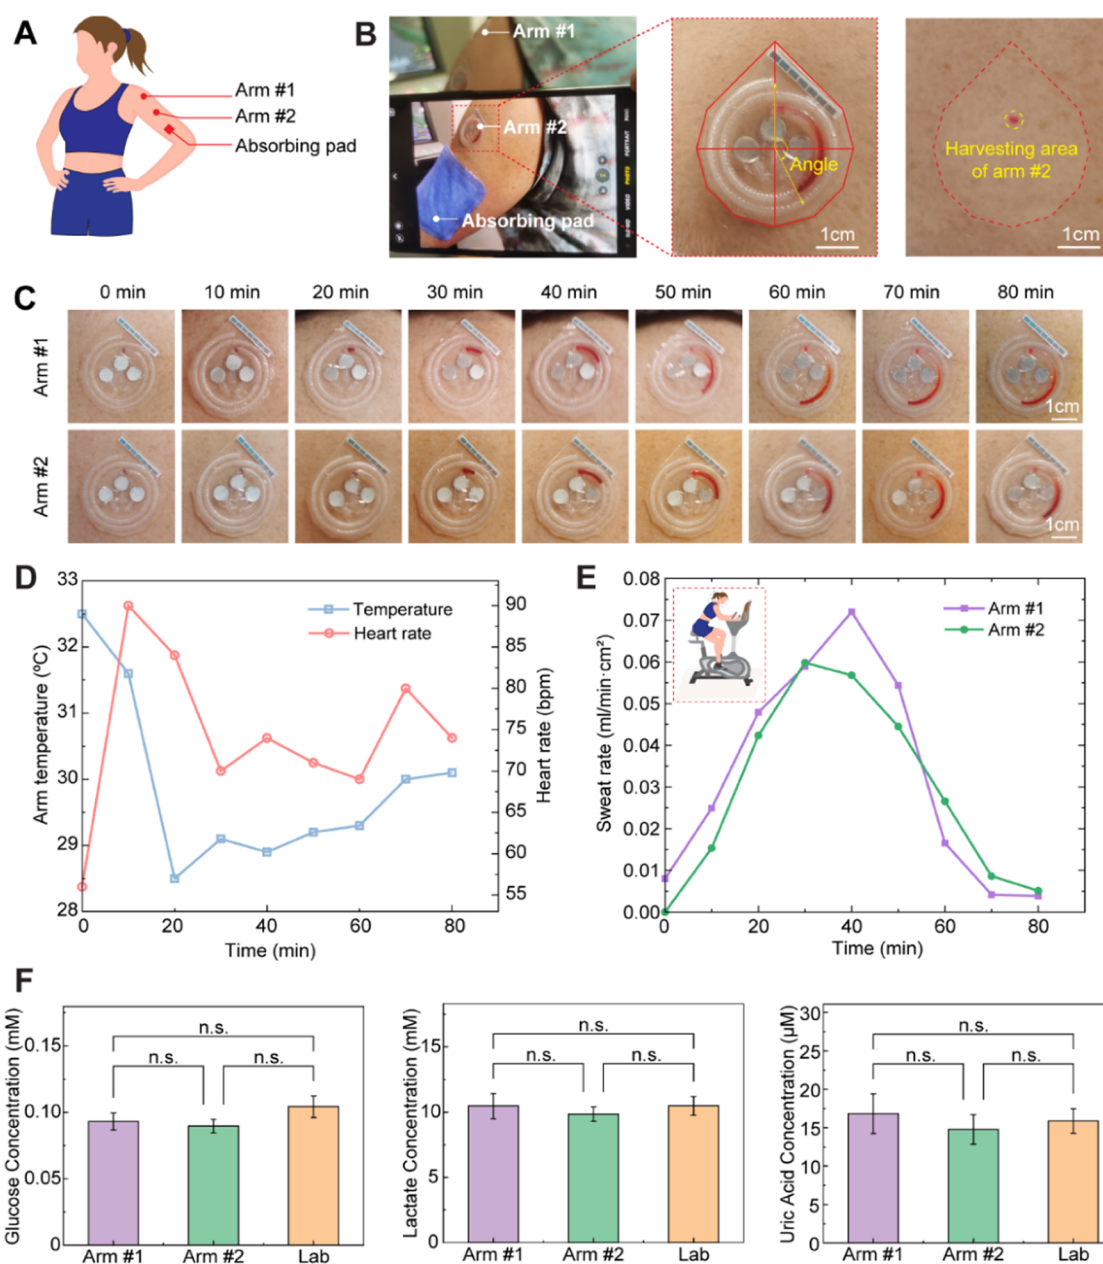 A
Arm #1
Arm #2
Absorbing pad
B
Arm #1
Arm #2
Absorbing pad
PORTRAIT
PHOTO
VIDEO
Angle
1cm
Harvesting area
of arm #2
1cm
C
0 min 10 min 20 min 30 min 40 min 50 min 60 min 70 min 80 min
Arm #1
1cm
Arm #2
1cm
D
33
32
31
30
29
28
Arm temperature (ºC)
Temperature
Heart rate
90
85
80
75
70
65
60
55
Heart rate (bpm)
0 20 40 60 80
Time (min)
E
0.08
0.07
0.06
0.05
0.04
0.03
0.02
0.01
0.00
Sweat rate (ml/min·cm²)
Arm #1
Arm #2
0 20 40 60 80
Time (min)
F
Glucose Concentration (mM)
0.15
0.10
0.05
0
n.s.
n.s. n.s.
Arm #1 Arm #2 Lab
Lactate Concentration (mM)
15
10
5
0
n.s.
n.s. n.s.
Arm #1 Arm #2 Lab
Uric Acid Concentration (µM)
30
25
20
15
10
5
0
n.s.
n.s. n.s.
Arm #1 Arm #2 Lab